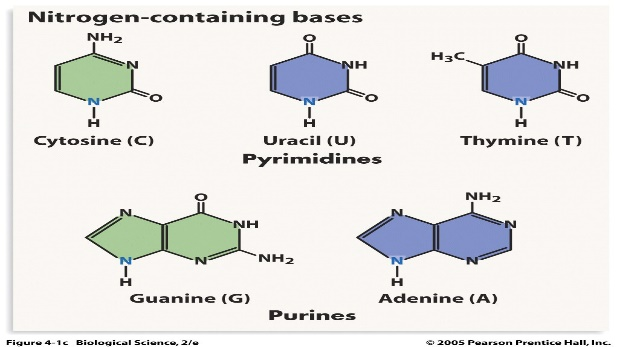 Nitrogen-containing bases
NH₂
N
N
H
O
Cytosine (C)
O
NH
N
H
O
Uracil (U)
O
H₃C
NH
N
H
O
Thymine (T)
Pyrimidines
O
N
NH
N
H
N
NH₂
Guanine (G)
NH₂
N
N
N
H
N
Adenine (A)
Purines
Figure 4-1c Biological Science, 2/e
© 2005 Pearson Prentice Hall, Inc.